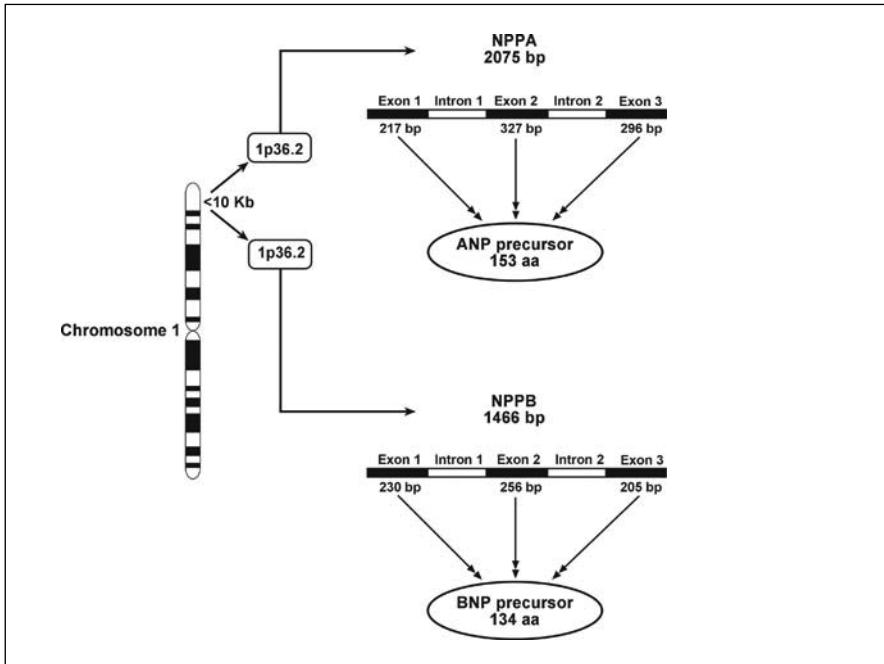 NPPA
2075 bp
Exon 1 Intron 1 Exon 2 Intron 2 Exon 3
217 bp 327 bp 296 bp
1p36.2
<10 Kb
ANP precursor
153 aa
1p36.2
Chromosome 1
NPPB
1466 bp
Exon 1 Intron 1 Exon 2 Intron 2 Exon 3
230 bp 256 bp 205 bp
BNP precursor
134 aa